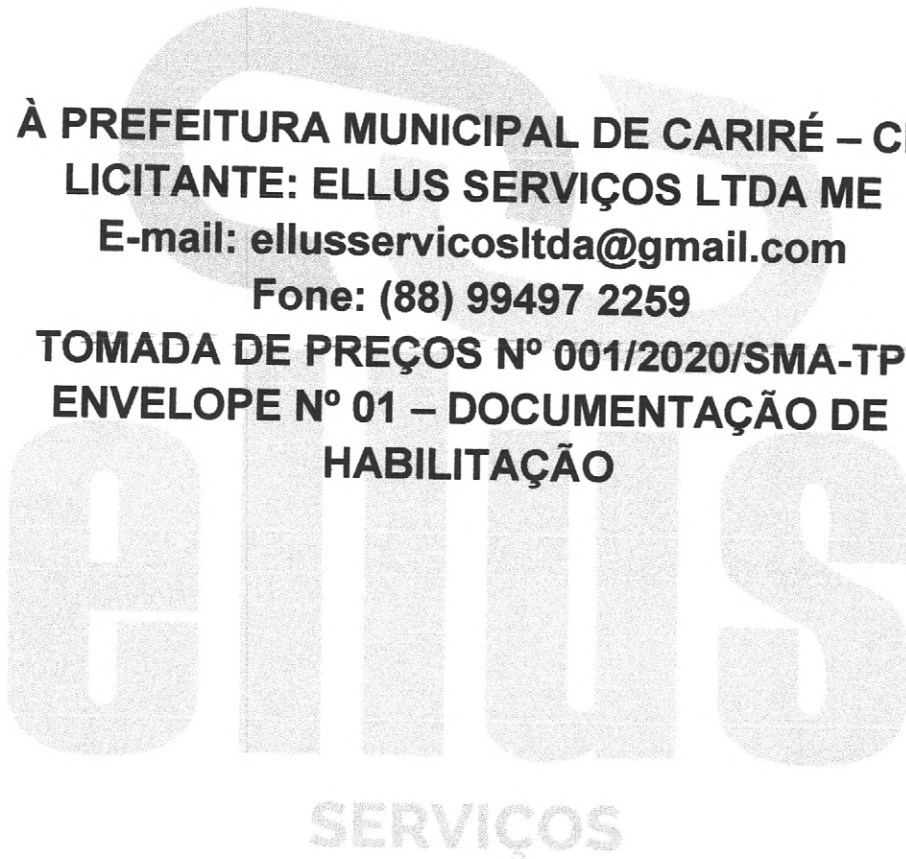 À PREFEITURA MUNICIPAL DE CARIRÉ –
LICITANTE: ELLUS SERVIÇOS LTDA ME
E-mail: ellusservicosltda@gmail.com
Fone: (88) 99497 2259
TOMADA DE PREÇOS Nº 001/2020/SMA-TP
ENVELOPE Nº 01 – DOCUMENTAÇÃO DE
HABILITAÇÃO
ellus
SERVIÇOS